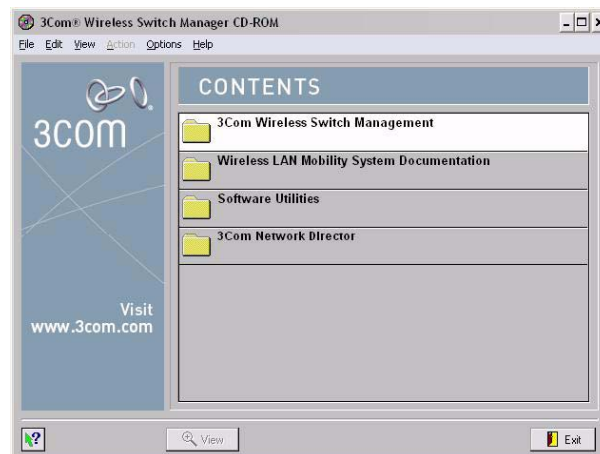 3Com® Wireless Switch Manager CD-ROM
File Edit View Action Options Help
3COM
CONTENTS
3Com Wireless Switch Management
Wireless LAN Mobility System Documentation
Software Utilities
3Com Network DIrector
Visit
www.3com.com
View
Exit